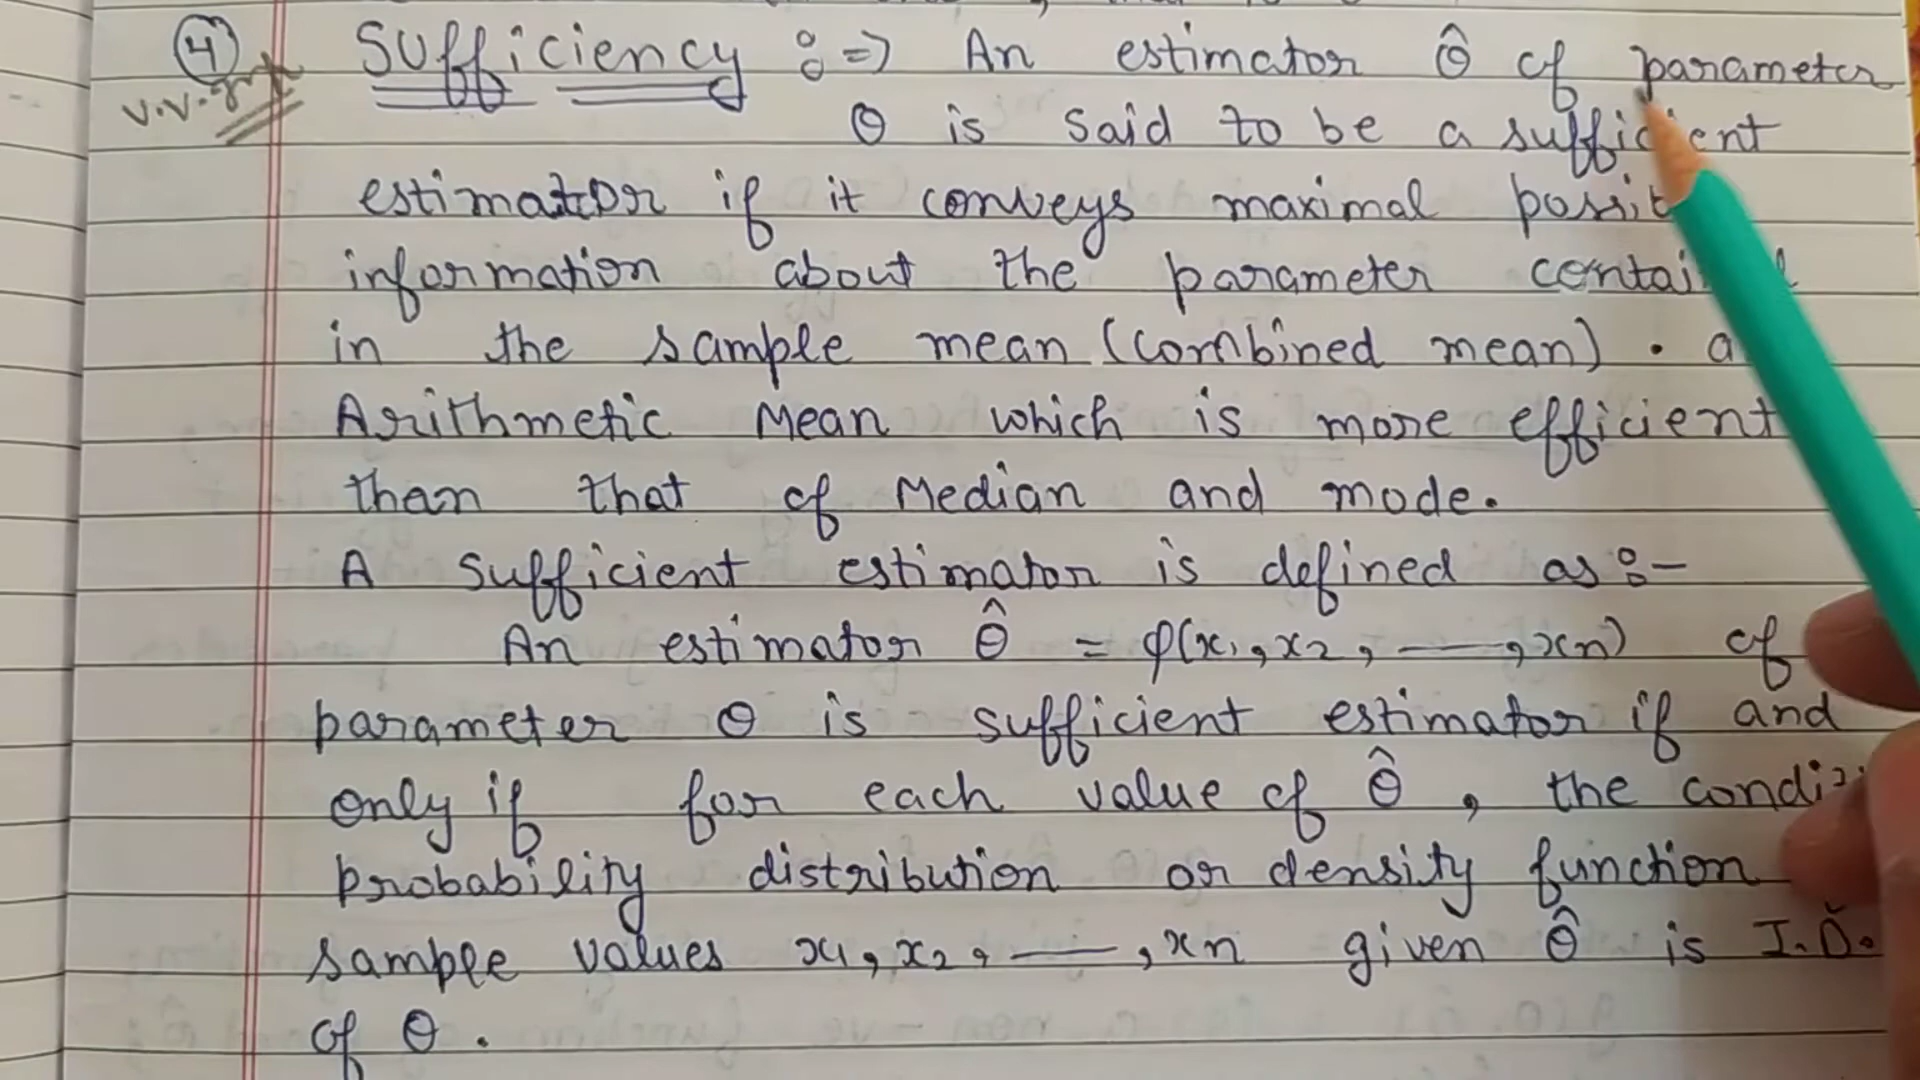 ④ Sufficiency :⇒ An estimator θ̂ of parameter
v.v.Imp
θ is said to be a sufficient
estimator if it conveys maximal
information about the parameter
in the sample mean (combined mean) .
Arithmetic Mean which is more efficient
than that of Median and mode.
A sufficient estimator is defined as :-
An estimator θ̂ = φ(x₁, x₂, ——, xn) of
parameter θ is sufficient estimator if and
only if for each value of θ̂ , the
probability distribution or density function
sample values x₁, x₂, ——, xn given θ̂ is I.D.
of θ .